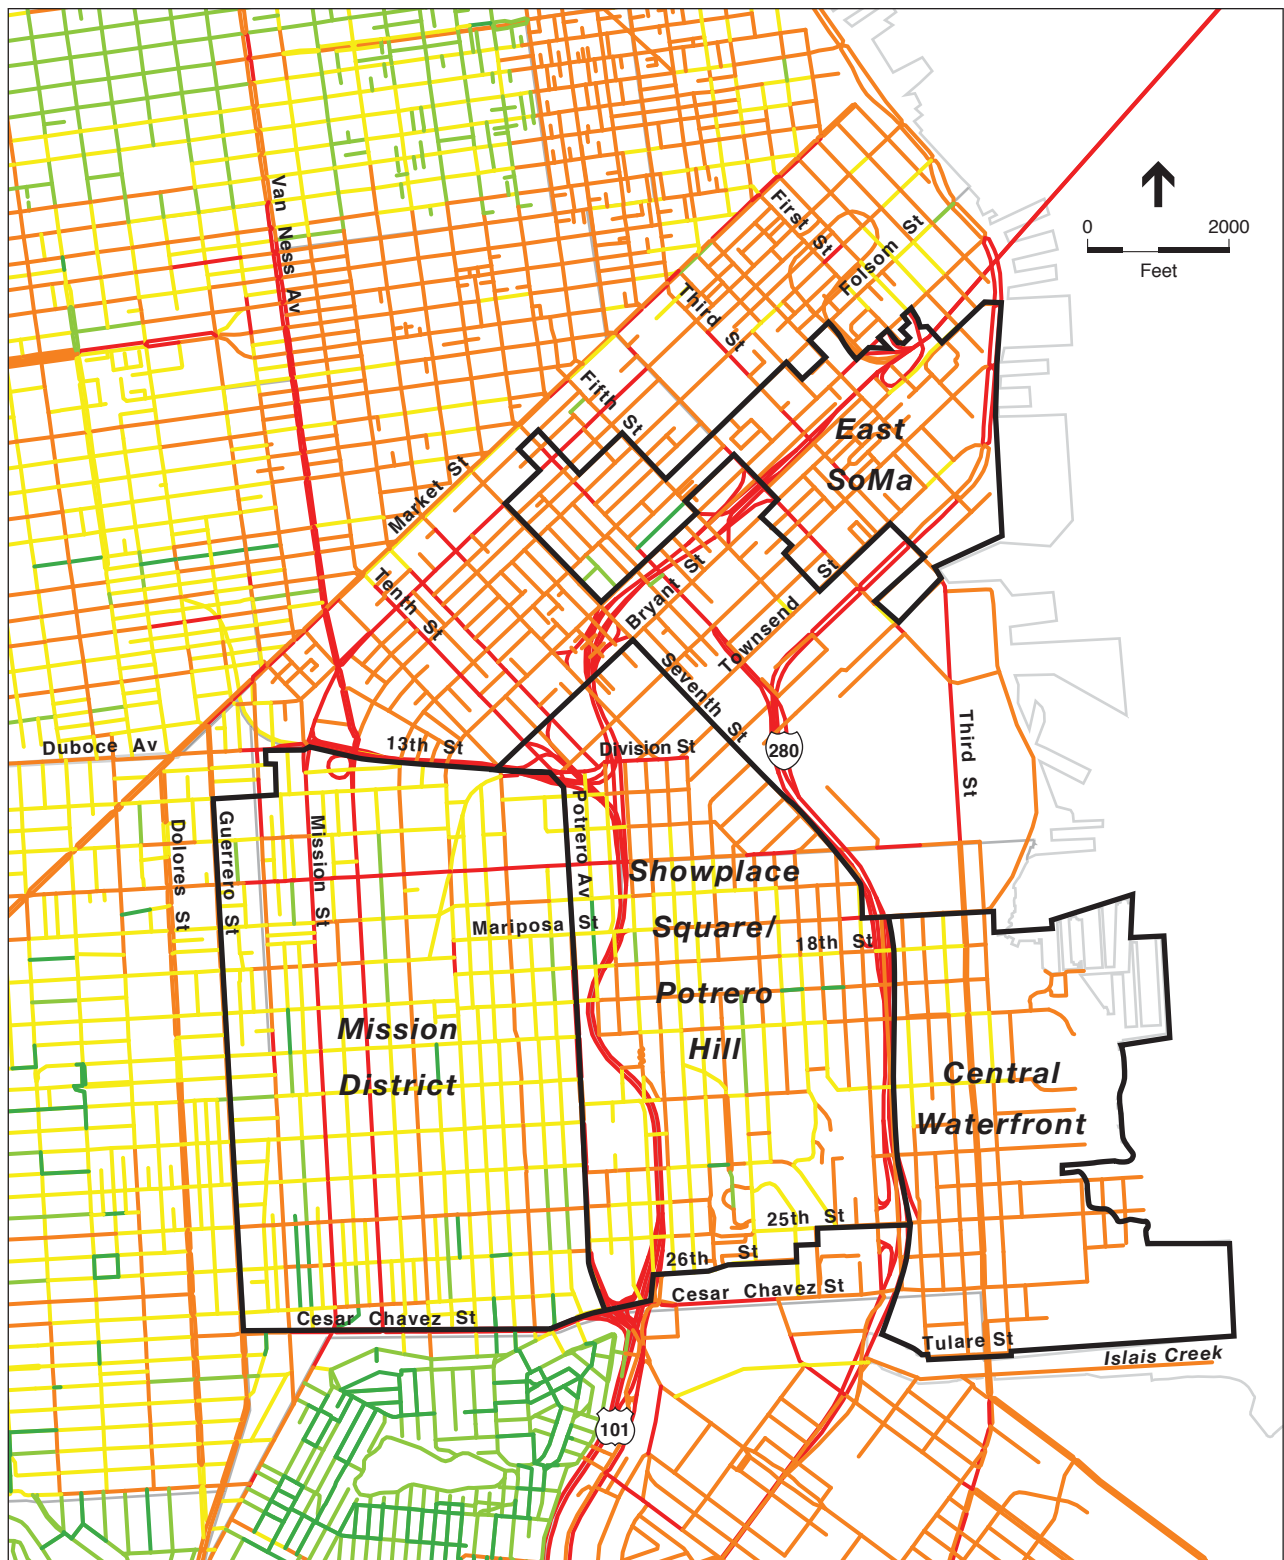 Van Ness Av
First St
Folsom St
0 2000
Feet
Third St
Fifth St
East
SoMa
Market St
Tenth St
Bryant St
Townsend St
Seventh St
Duboce Av
13th St
Division St
280
Third St
Dolores St
Guerrero St
Mission St
Potrero Av
Showplace
Square/
Potrero
Hill
Mariposa St
18th St
Mission
District
Central
Waterfront
25th St
26th St
Cesar Chavez St
Cesar Chavez St
Tulare St
Islais Creek
101